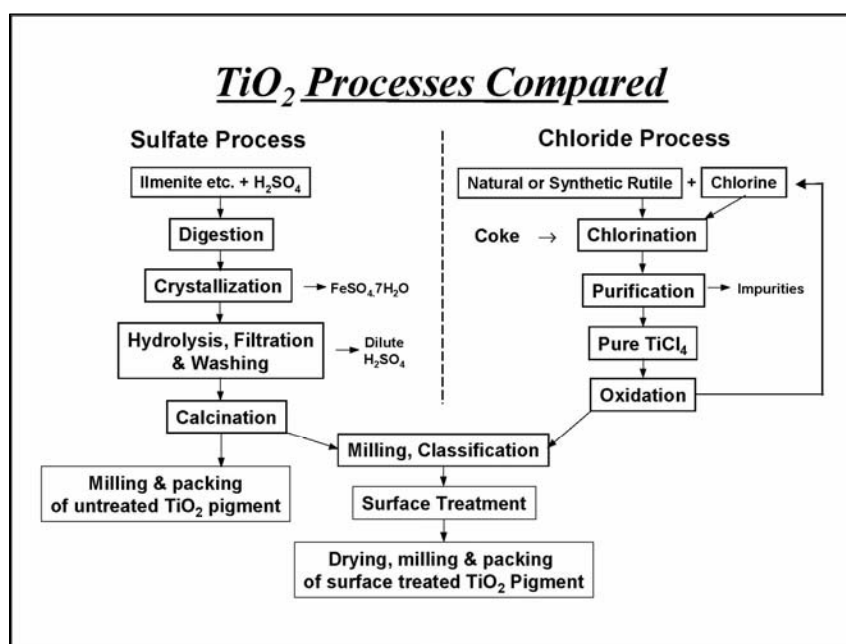 TiO₂ Processes Compared
Sulfate Process
Ilmenite etc. + H₂SO₄
Digestion
Crystallization
FeSO₄.7H₂O
Hydrolysis, Filtration
& Washing
Dilute
H₂SO₄
Calcination
Milling & packing
of untreated TiO₂ pigment
Chloride Process
Natural or Synthetic Rutile + Chlorine
Coke → Chlorination
Purification
Impurities
Pure TiCl₄
Oxidation
Milling, Classification
Surface Treatment
Drying, milling & packing
of surface treated TiO₂ Pigment